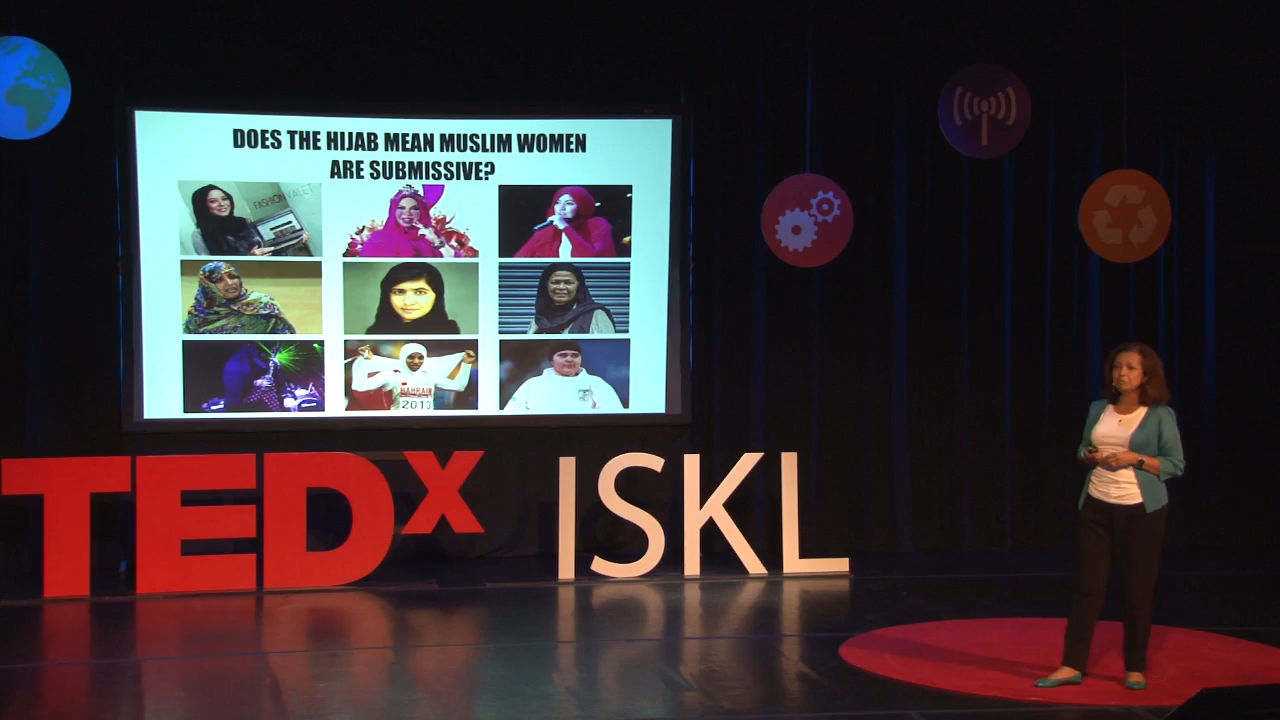 DOES THE HIJAB MEAN MUSLIM WOMEN
ARE SUBMISSIVE?
FASHION VALET
BAHRAIN
2013
TEDx ISKL